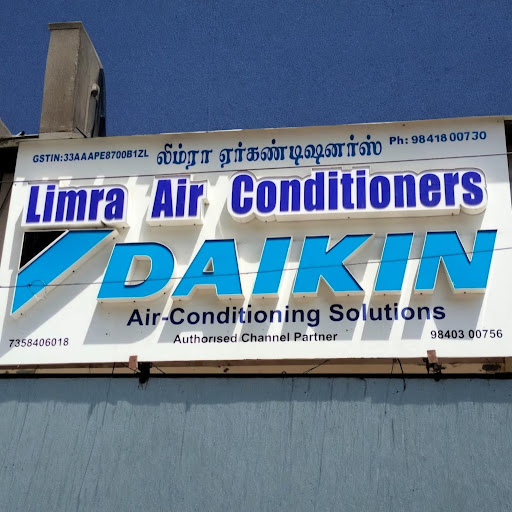 GSTIN:33AAAPE8700B1ZL லிம்ரா ஏர்கண்டிஷனர்ஸ் Ph: 98418 00730
Limra Air Conditioners
DAIKIN
Air-Conditioning Solutions
7358406018 Authorised Channel Partner 98403 00756